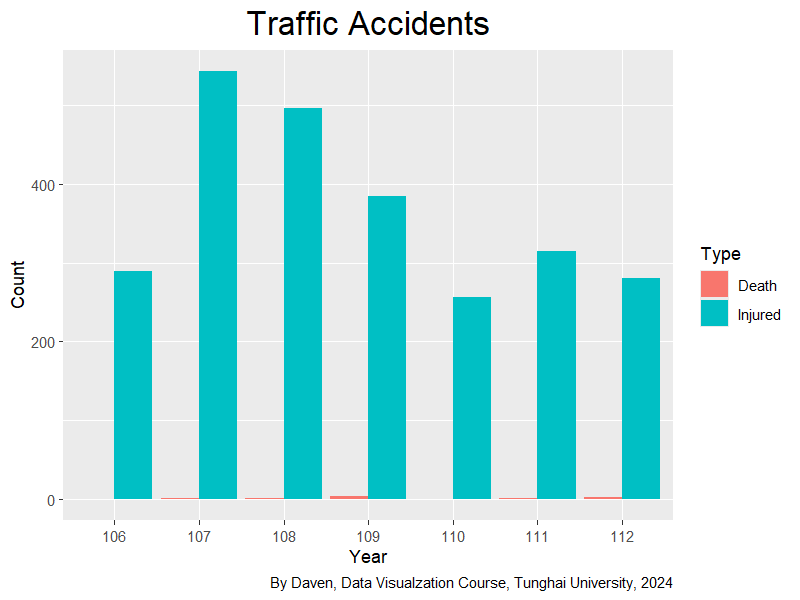 Traffic Accidents
Count
400
200
0
106 107 108 109 110 111 112
Year
Type
Death
Injured
By Daven, Data Visualzation Course, Tunghai University, 2024